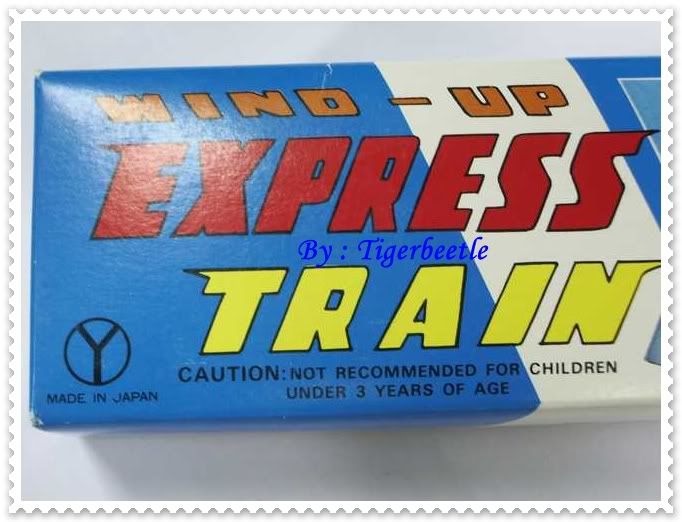 WIND-UP
EXPRESS
By : Tigerbeetle
TRAIN
Y
CAUTION: NOT RECOMMENDED FOR CHILDREN
UNDER 3 YEARS OF AGE
MADE IN JAPAN